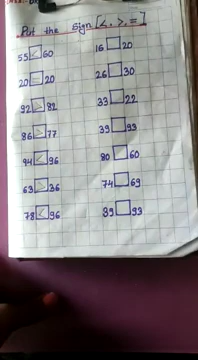 Put the Sign [<, >, =]
55 < 60
16 □ 20
20 = 20
26 □ 30
92 > 82
33 □ 22
86 > 77
39 □ 93
94 < 96
80 □ 60
63 > 36
74 □ 69
78 < 96
39 □ 93